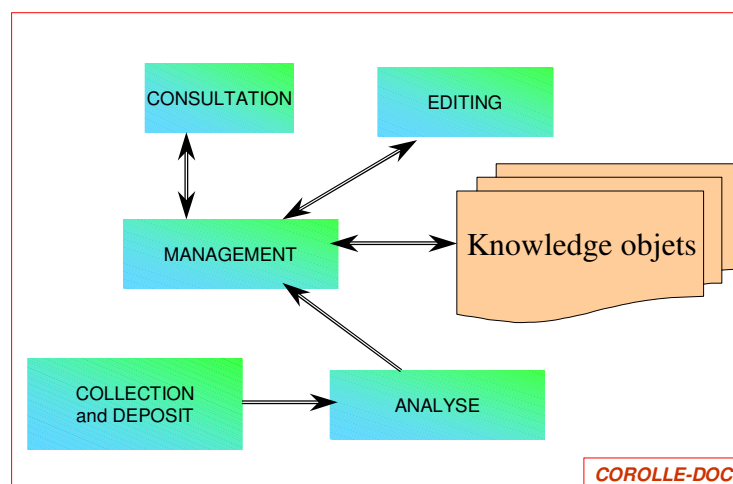 CONSULTATION
EDITING
MANAGEMENT
Knowledge objets
COLLECTION
and DEPOSIT
ANALYSE
COROLLE-DOC